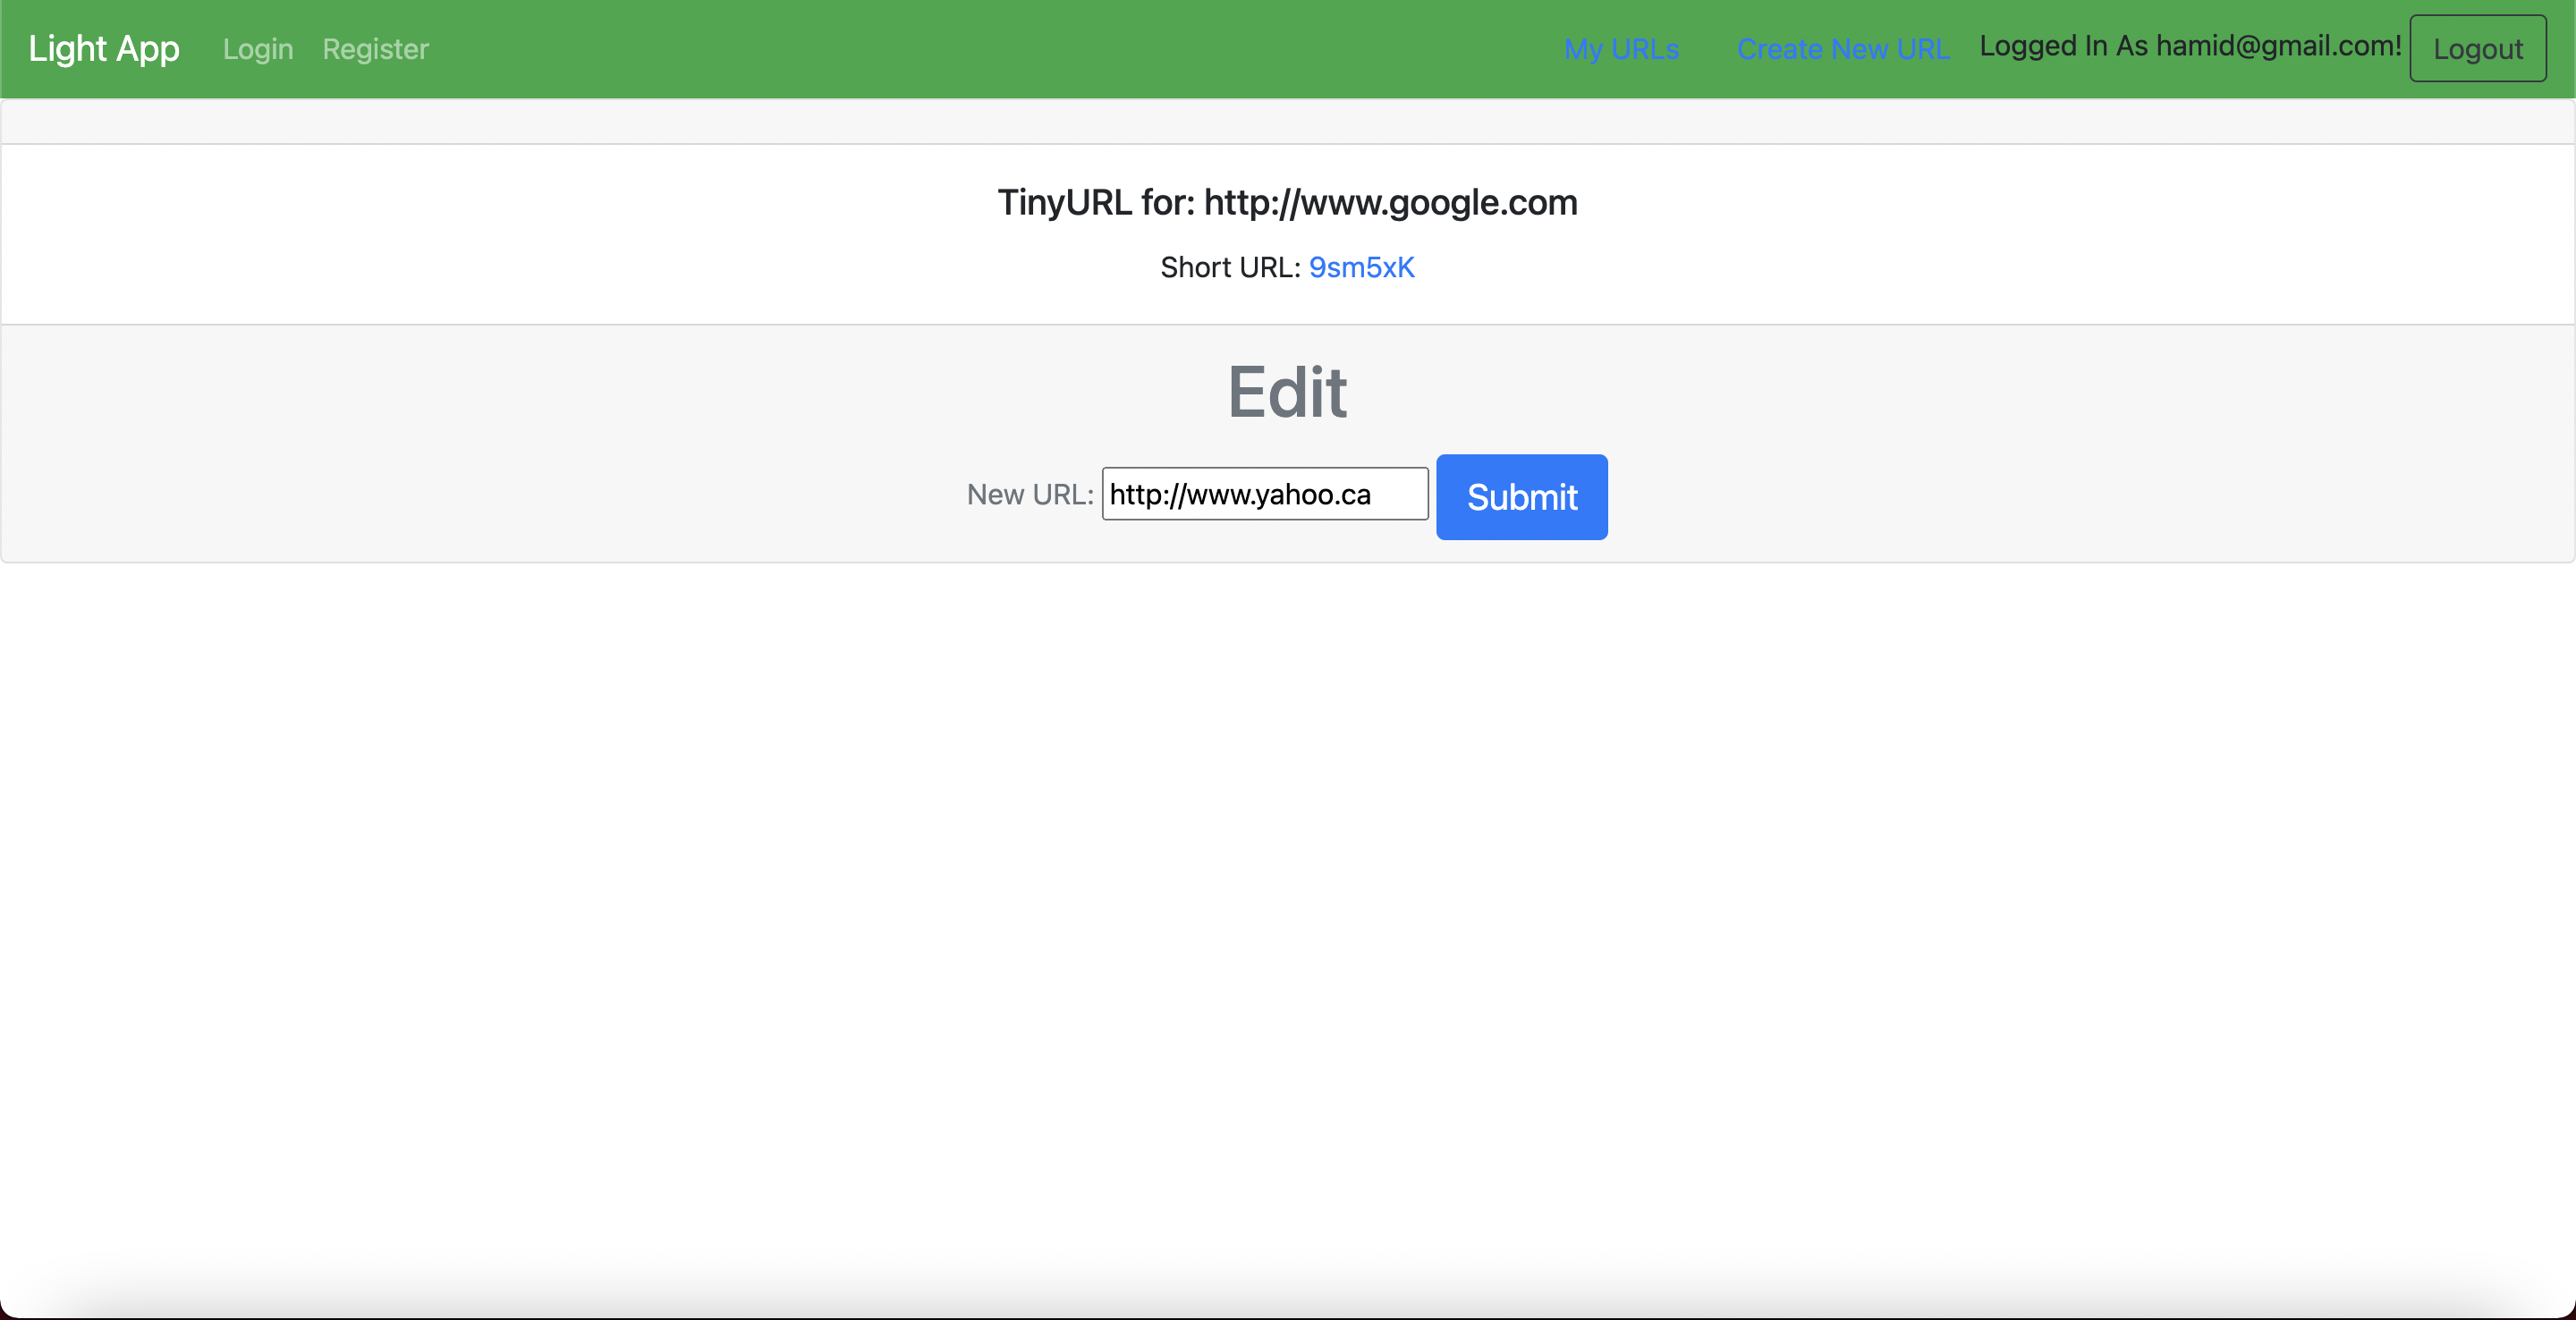 Light App Login Register My URLs Create New URL Logged In As hamid@gmail.com! Logout
TinyURL for: http://www.google.com
Short URL: 9sm5xK
Edit
New URL: http://www.yahoo.ca Submit